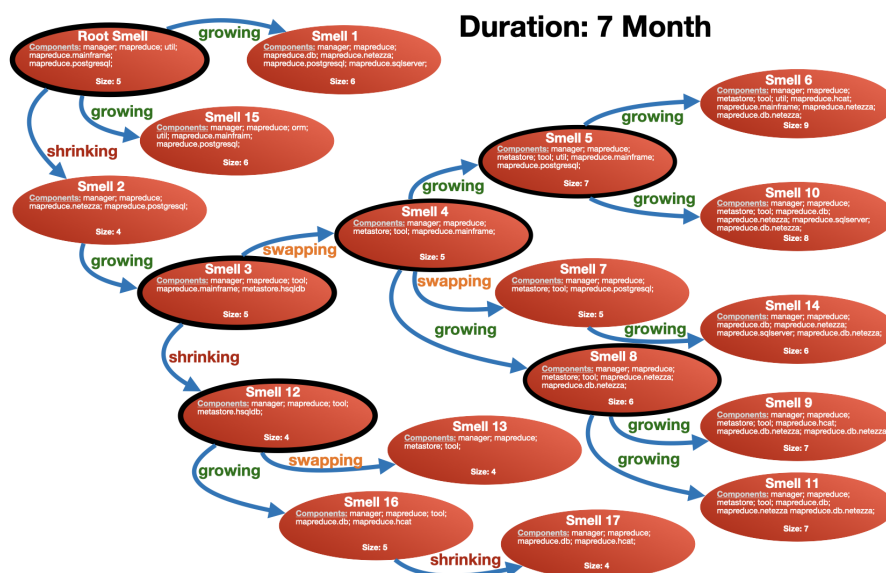 Duration: 7 Month
Root Smell
Components: manager; mapreduce; util;
mapreduce.mainframe;
mapreduce.postgresql;
Size: 5
growing
Smell 1
Components: manager; mapreduce;
mapreduce.db; mapreduce.netezza;
mapreduce.postgresql; mapreduce.sqlserver;
Size: 6
growing
Smell 15
Components: manager; mapreduce; orm;
util; mapreduce.mainfraim;
mapreduce.postgresql;
Size: 6
shrinking
Smell 2
Components: manager; mapreduce;
mapreduce.netezza; mapreduce.postgresql;
Size: 4
growing
Smell 3
Components: manager; mapreduce; tool;
mapreduce.mainframe; metastore.hsqldb
Size: 5
swapping
Smell 4
Components: manager; mapreduce;
metastore; tool; mapreduce.mainframe;
Size: 5
growing
Smell 5
Components: manager; mapreduce;
metastore; tool; util; mapreduce.mainframe;
mapreduce.postgresql;
Size: 7
growing
Smell 6
Components: manager; mapreduce;
metastore; tool; util; mapreduce.hcat;
mapreduce.mainframe; mapreduce.netezza;
mapreduce.db.netezza;
Size: 9
growing
Smell 10
Components: manager; mapreduce;
metastore; tool; mapreduce.db;
mapreduce.netezza; mapreduce.sqlserver;
mapreduce.db.netezza;
Size: 8
swapping
Smell 7
Components: manager; mapreduce;
metastore; tool; mapreduce.postgresql;
Size: 5
growing
Smell 14
Components: manager; mapreduce;
mapreduce.db; mapreduce.netezza;
mapreduce.sqlserver; mapreduce.db.netezza;
Size: 6
growing
Smell 8
Components: manager; mapreduce;
metastore; tool; mapreduce.netezza;
mapreduce.db.netezza;
Size: 6
growing
Smell 9
Components: manager; mapreduce;
metastore; tool; mapreduce.hcat;
mapreduce.db.netezza; mapreduce.db.netezza;
Size: 7
growing
Smell 11
Components: manager; mapreduce;
metastore; tool; mapreduce.db;
mapreduce.netezza mapreduce.db.netezza;
Size: 7
shrinking
Smell 12
Components: manager; mapreduce; tool;
metastore.hsqldb;
Size: 4
swapping
Smell 13
Components: manager; mapreduce;
metastore; tool;
Size: 4
growing
Smell 16
Components: manager; mapreduce; tool;
mapreduce.db; mapreduce.hcat
Size: 5
shrinking
Smell 17
Components: manager; mapreduce;
mapreduce.db; mapreduce.hcat;
Size: 4